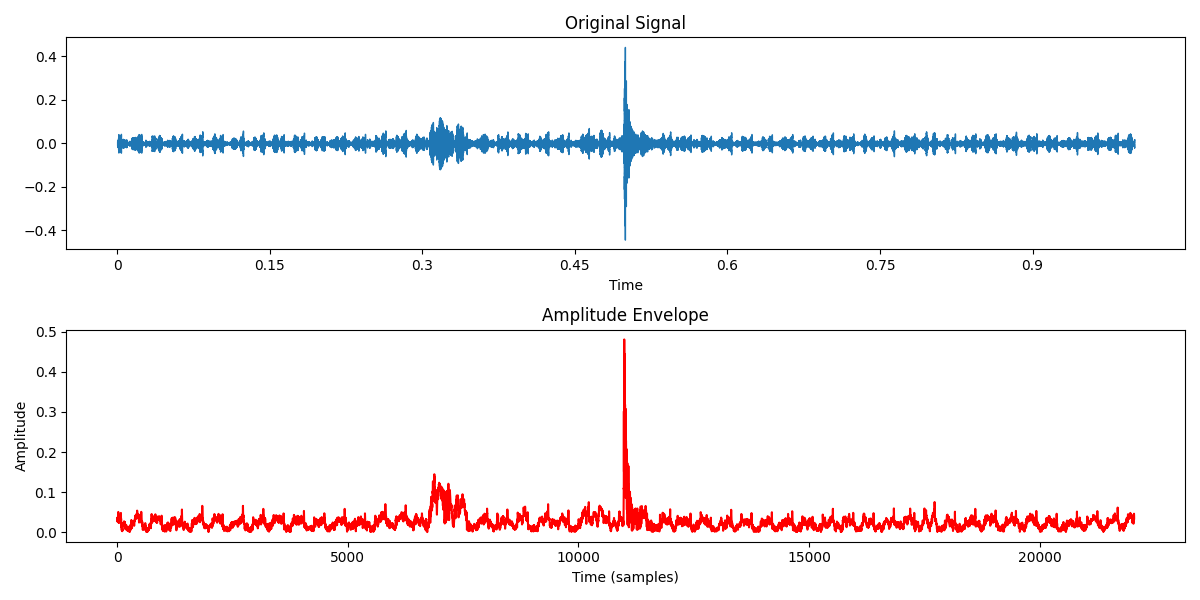 Original Signal
0.4
0.2
0.0
−0.2
−0.4
0 0.15 0.3 0.45 0.6 0.75 0.9
Time
Amplitude Envelope
Amplitude
0.5
0.4
0.3
0.2
0.1
0.0
0 5000 10000 15000 20000
Time (samples)